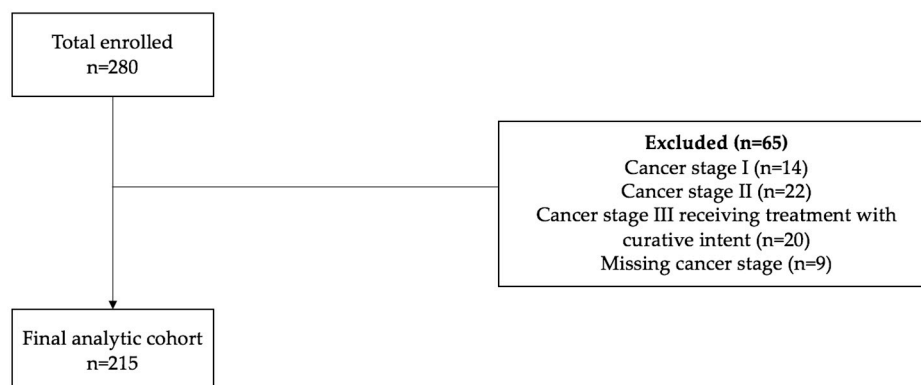 Total enrolled
n=280
Excluded (n=65)
Cancer stage I (n=14)
Cancer stage II (n=22)
Cancer stage III receiving treatment with
curative intent (n=20)
Missing cancer stage (n=9)
Final analytic cohort
n=215